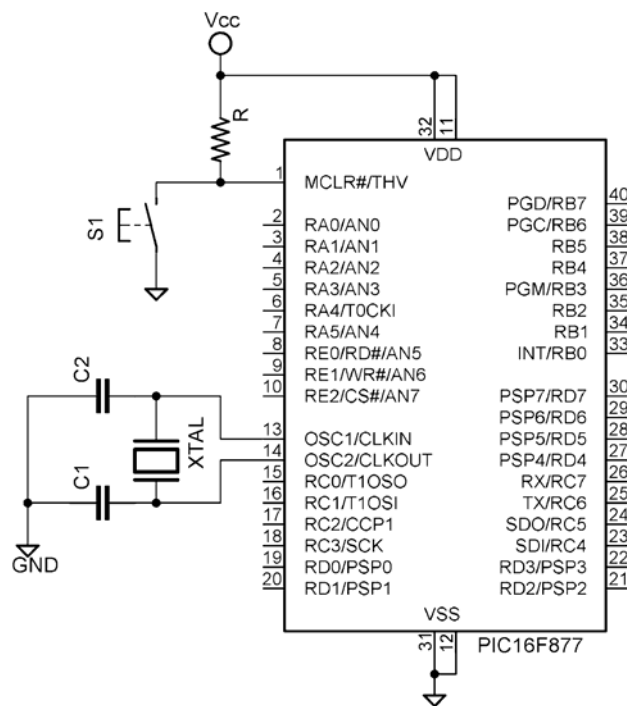 Vcc
R
32
11
VDD
1
MCLR#/THV
S1
2
RA0/AN0
3
RA1/AN1
4
RA2/AN2
5
RA3/AN3
6
RA4/T0CKI
7
RA5/AN4
8
RE0/RD#/AN5
9
RE1/WR#/AN6
10
RE2/CS#/AN7
13
OSC1/CLKIN
14
OSC2/CLKOUT
15
RC0/T1OSO
16
RC1/T1OSI
17
RC2/CCP1
18
RC3/SCK
19
RD0/PSP0
20
RD1/PSP1
C2
C1
XTAL
GND
PGD/RB7
40
PGC/RB6
39
RB5
38
RB4
37
PGM/RB3
36
RB2
35
RB1
34
INT/RB0
33
PSP7/RD7
30
PSP6/RD6
29
PSP5/RD5
28
PSP4/RD4
27
RX/RC7
26
TX/RC6
25
SDO/RC5
24
SDI/RC4
23
RD3/PSP3
22
RD2/PSP2
21
VSS
31
12
PIC16F877